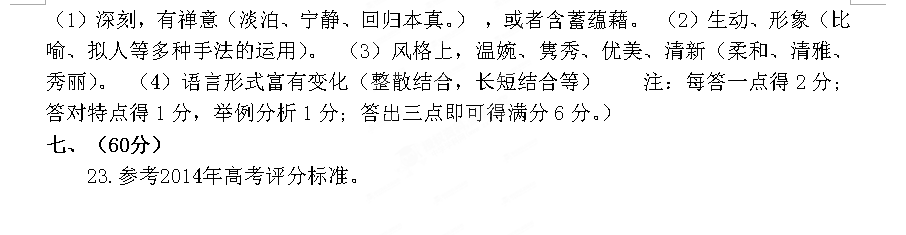 （1）深刻，有禅意（淡泊、宁静、回归本真。），或者含蓄蕴藉。 （2）生动、形象（比
喻、拟人等多种手法的运用）。 （3）风格上，温婉、隽秀、优美、清新（柔和、清雅、
秀丽）。 （4）语言形式富有变化（整散结合，长短结合等） 注：每答一点得2分；
答对特点得1分，举例分析1分；答出三点即可得满分6分。）
七、（60分）
23.参考2014年高考评分标准。